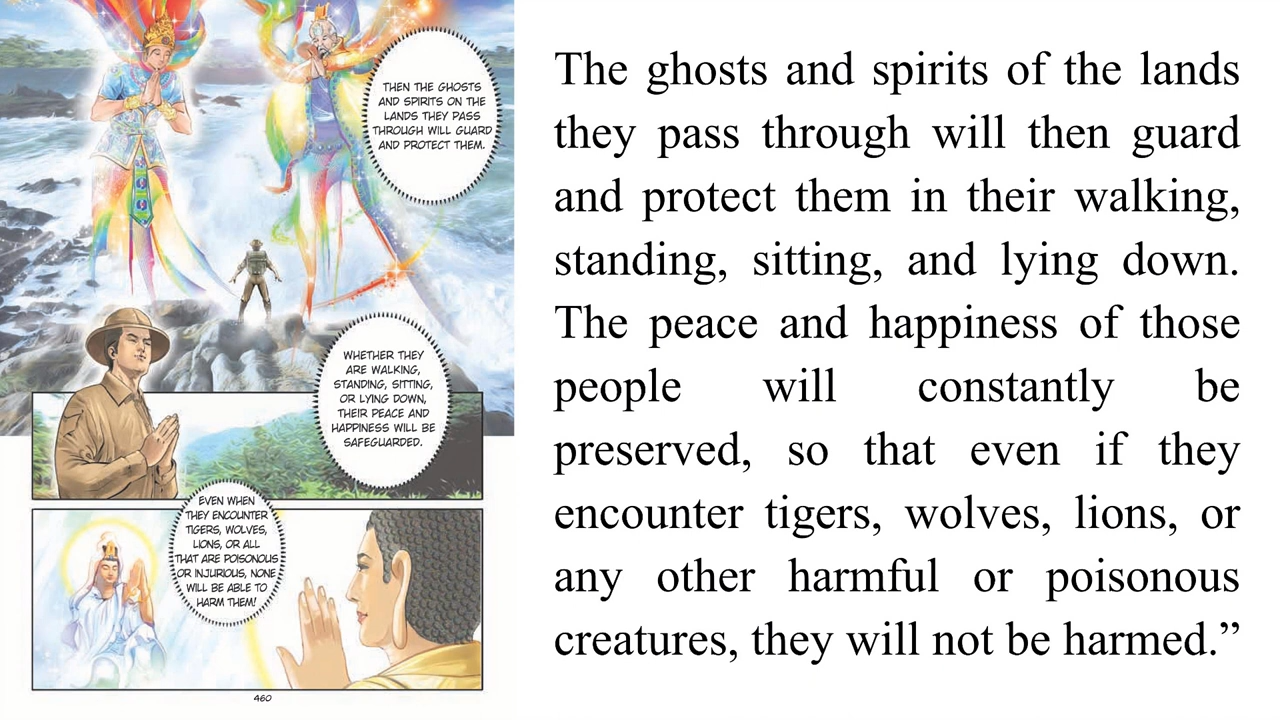 THEN THE GHOSTS
AND SPIRITS ON THE
LANDS THEY PASS
THROUGH WILL GUARD
AND PROTECT THEM.
WHETHER THEY
ARE WALKING,
STANDING, SITTING,
OR LYING DOWN,
THEIR PEACE AND
HAPPINESS WILL BE
SAFEGUARDED.
EVEN WHEN
THEY ENCOUNTER
TIGERS, WOLVES,
LIONS, OR ALL
THAT ARE POISONOUS
OR INJURIOUS, NONE
WILL BE ABLE TO
HARM THEM!
460
The ghosts and spirits of the lands
they pass through will then guard
and protect them in their walking,
standing, sitting, and lying down.
The peace and happiness of those
people will constantly be
preserved, so that even if they
encounter tigers, wolves, lions, or
any other harmful or poisonous
creatures, they will not be harmed.”